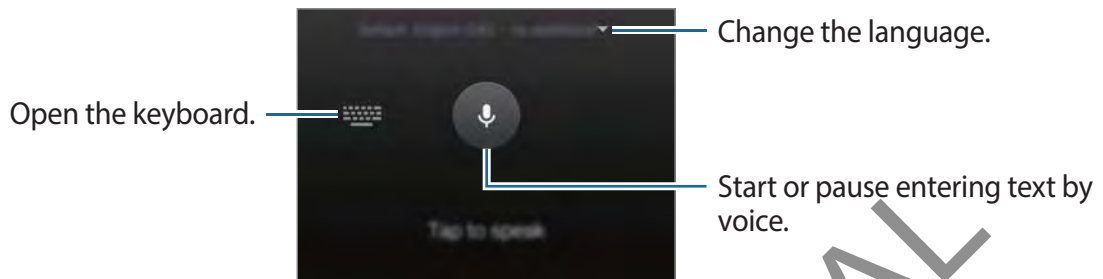 Change the language.
Open the keyboard.
Start or pause entering text by
voice.
Tap to speak